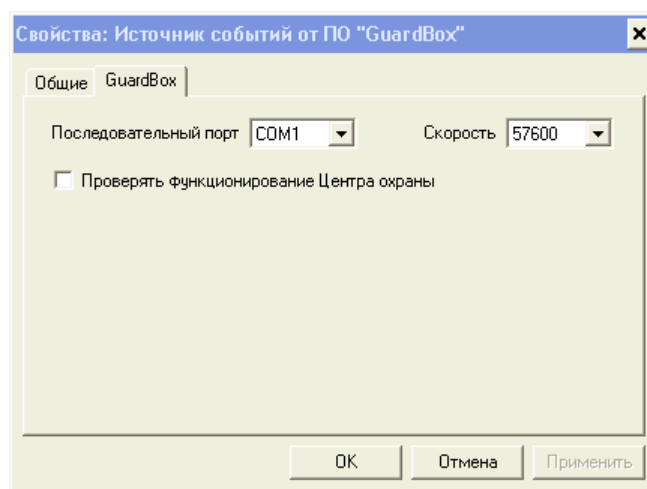 Свойства: Источник событий от ПО "GuardBox"
Общие GuardBox
Последовательный порт COM1 Скорость 57600
Проверять функционирование Центра охраны
OK Отмена Применить